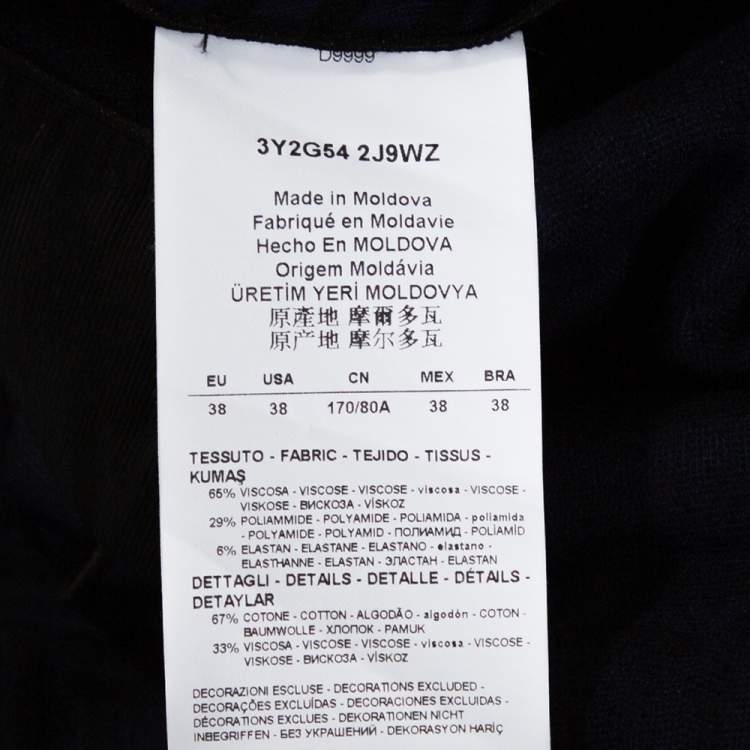 D9999
3Y2G54 2J9WZ
Made in Moldova
Fabriqué en Moldavie
Hecho En MOLDOVA
Origem Moldávia
ÜRETİM YERİ MOLDOVYA
原產地 摩爾多瓦
原产地 摩尔多瓦
EU USA CN MEX BRA
38 38 170/80A 38 38
TESSUTO - FABRIC - TEJIDO - TISSUS -
KUMAŞ
65% VISCOSA - VISCOSE - VISCOSE - viscosa - VISCOSE -
VISKOSE - ВИСКОЗА - VİSKOZ
29% POLIAMMIDE - POLYAMIDE - POLIAMIDA - poliamida
- POLYAMIDE - POLYAMID - ПОЛИАМИД - POLİAMİD
6% ELASTAN - ELASTANE - ELASTANO - elastano -
ELASTHANNE - ELASTAN - ЭЛАСТАН - ELASTAN
DETTAGLI - DETAILS - DETALLE - DÉTAILS -
DETAYLAR
67% COTONE - COTTON - ALGODÃO - algodón - COTON -
BAUMWOLLE - ХЛОПОК - PAMUK
33% VISCOSA - VISCOSE - VISCOSE - viscosa - VISCOSE -
VISKOSE - ВИСКОЗА - VİSKOZ
DECORAZIONI ESCLUSE - DECORATIONS EXCLUDED -
DECORAÇÕES EXCLUÍDAS - DECORACIONES EXCLUIDAS -
DÉCORATIONS EXCLUES - DEKORATIONEN NICHT
INBEGRIFFEN - БЕЗ УКРАШЕНИЙ - DEKORASYON HARİÇ